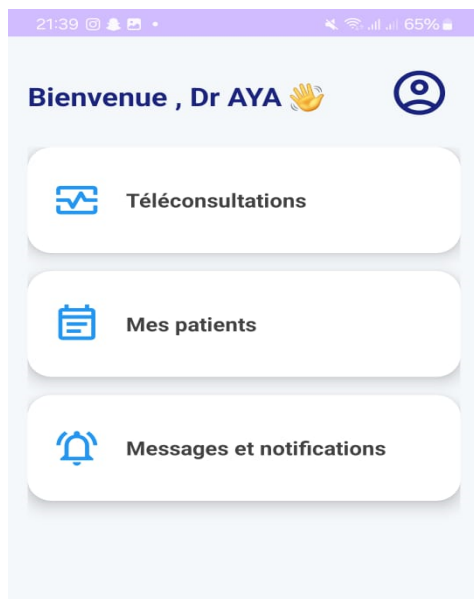 21:39
65%
Bienvenue , Dr AYA 👋
Téléconsultations
Mes patients
Messages et notifications